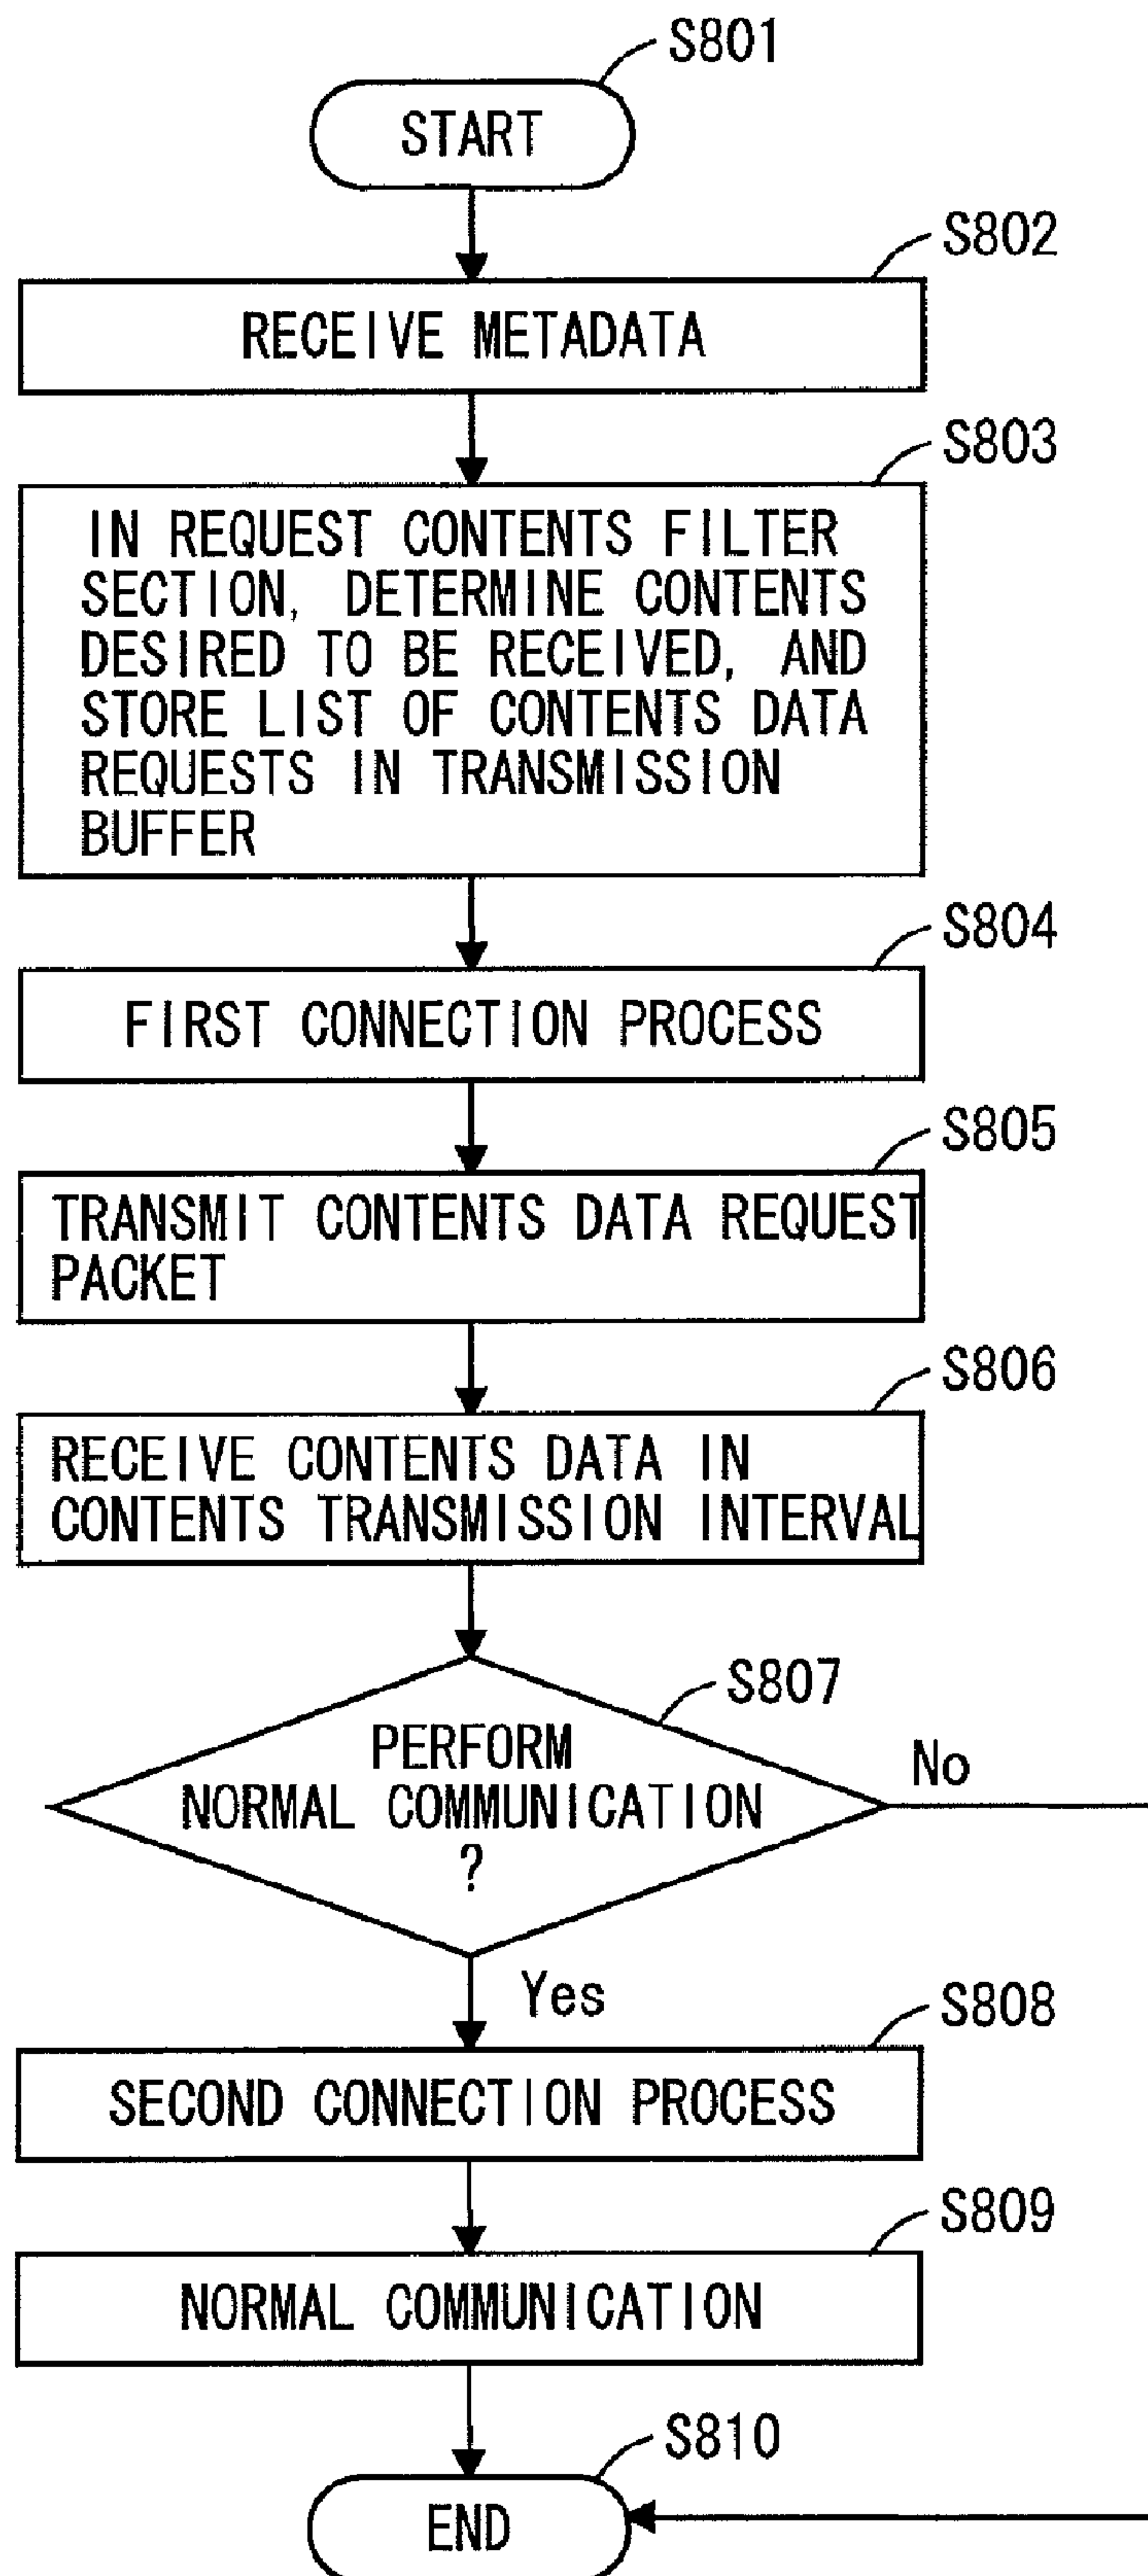 S801
START
S802
RECEIVE METADATA
S803
IN REQUEST CONTENTS FILTER
SECTION, DETERMINE CONTENTS
DESIRED TO BE RECEIVED, AND
STORE LIST OF CONTENTS DATA
REQUESTS IN TRANSMISSION
BUFFER
S804
FIRST CONNECTION PROCESS
S805
TRANSMIT CONTENTS DATA REQUEST
PACKET
S806
RECEIVE CONTENTS DATA IN
CONTENTS TRANSMISSION INTERVAL
S807
PERFORM
NORMAL COMMUNICATION
?
No
Yes
S808
SECOND CONNECTION PROCESS
S809
NORMAL COMMUNICATION
S810
END